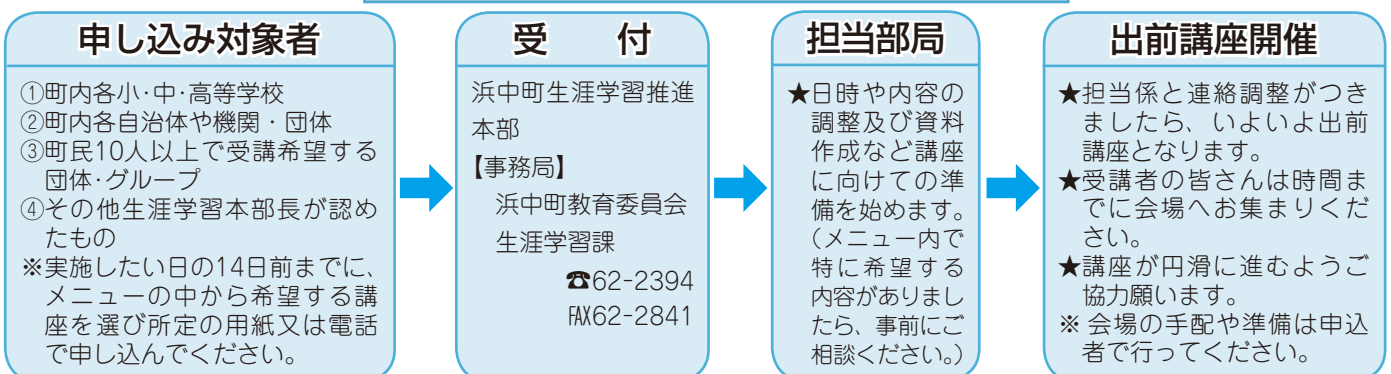 申し込み対象者
①町内各小・中・高等学校
②町内各自治体や機関・団体
③町民10人以上で受講希望する
団体・グループ
④その他生涯学習本部長が認め
たもの
※実施したい日の14日前までに、
メニューの中から希望する講
座を選び所定の用紙又は電話
で申し込んでください。
受　付
浜中町生涯学習推進
本部
【事務局】
浜中町教育委員会
生涯学習課
☎62-2394
FAX62-2841
担当部局
★日時や内容の
調整及び資料
作成など講座
に向けての準
備を始めます。
（メニュー内で
特に希望する
内容がありまし
たら、事前にご
相談ください。）
出前講座開催
★担当係と連絡調整がつき
ましたら、いよいよ出前
講座となります。
★受講者の皆さんは時間ま
でに会場へお集まりくだ
さい。
★講座が円滑に進むようご
協力願います。
※会場の手配や準備は申込
者で行ってください。